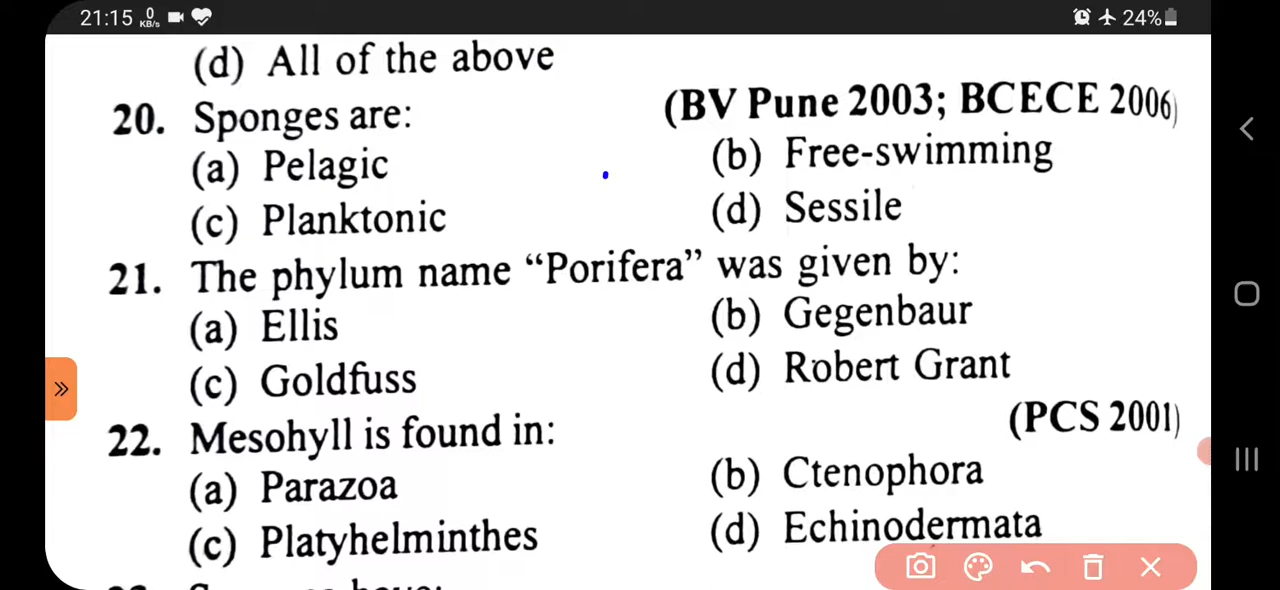 21:15 0 KB/s 24%
(d) All of the above
20. Sponges are: (BV Pune 2003; BCECE 2006)
(a) Pelagic (b) Free-swimming
(c) Planktonic (d) Sessile
21. The phylum name “Porifera” was given by:
(a) Ellis (b) Gegenbaur
(c) Goldfuss (d) Robert Grant
(PCS 2001)
22. Mesohyll is found in:
(a) Parazoa (b) Ctenophora
(c) Platyhelminthes (d) Echinodermata